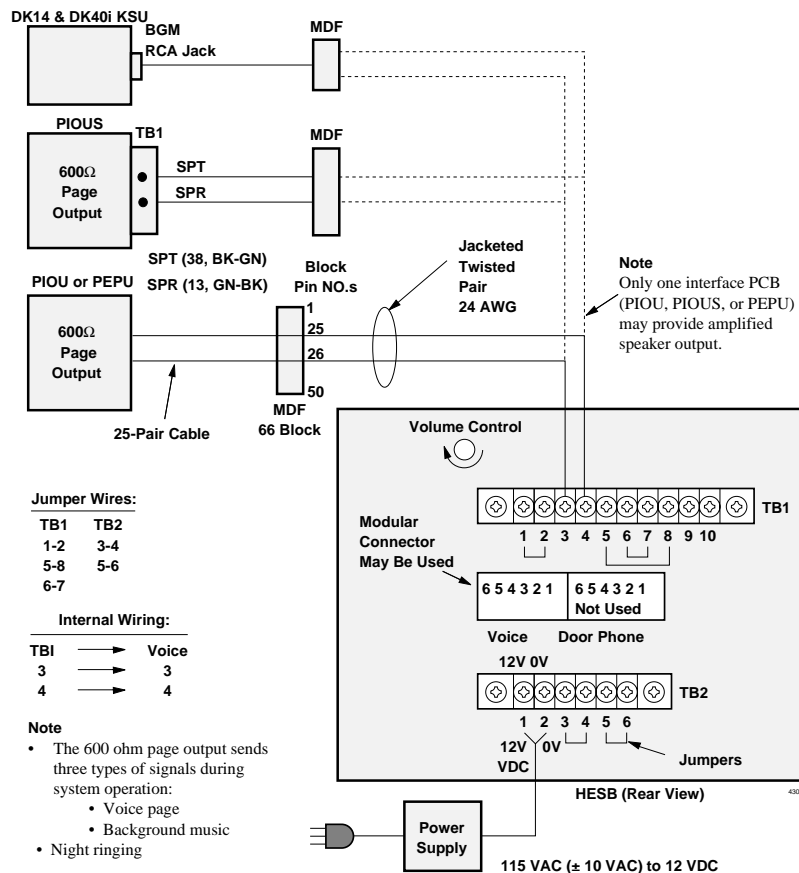 DK14 & DK40i KSU
BGM
RCA Jack
MDF
PIOUS
TB1
MDF
600Ω
Page
Output
SPT
SPR
SPT (38, BK-GN)
SPR (13, GN-BK)
Block
Pin NO.s
Jacketed
Twisted
Pair
24 AWG
Note
Only one interface PCB
(PIOU, PIOUS, or PEPU)
may provide amplified
speaker output.
PIOU or PEPU
600Ω
Page
Output
1
25
26
50
MDF
66 Block
25-Pair Cable
Volume Control
TB1
1 2 3 4 5 6 7 8 9 10
Modular
Connector
May Be Used
6 5 4 3 2 1
6 5 4 3 2 1
Not Used
Voice
Door Phone
12V 0V
TB2
1 2 3 4 5 6
12V 0V
VDC
Jumpers
HESB (Rear View)
430
Jumper Wires:
TB1 TB2
1-2 3-4
5-8 5-6
6-7
Internal Wiring:
TBI Voice
3 3
4 4
Note
• The 600 ohm page output sends
three types of signals during
system operation:
• Voice page
• Background music
• Night ringing
Power
Supply
115 VAC (± 10 VAC) to 12 VDC